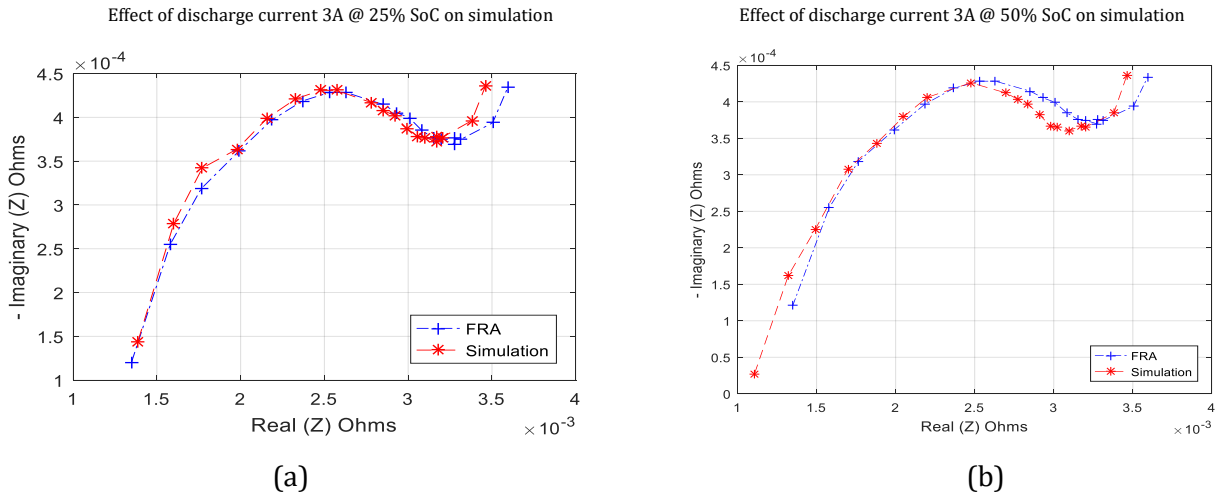 Effect of discharge current 3A @ 25% SoC on simulation
× 10⁻⁴
4.5
4
3.5
3
2.5
2
1.5
1
- Imaginary (Z) Ohms
FRA
Simulation
1 1.5 2 2.5 3 3.5 4
Real (Z) Ohms
× 10⁻³
(a)
Effect of discharge current 3A @ 50% SoC on simulation
× 10⁻⁴
4.5
4
3.5
3
2.5
2
1.5
1
0.5
0
- Imaginary (Z) Ohms
FRA
Simulation
1 1.5 2 2.5 3 3.5 4
Real (Z) Ohms
× 10⁻³
(b)